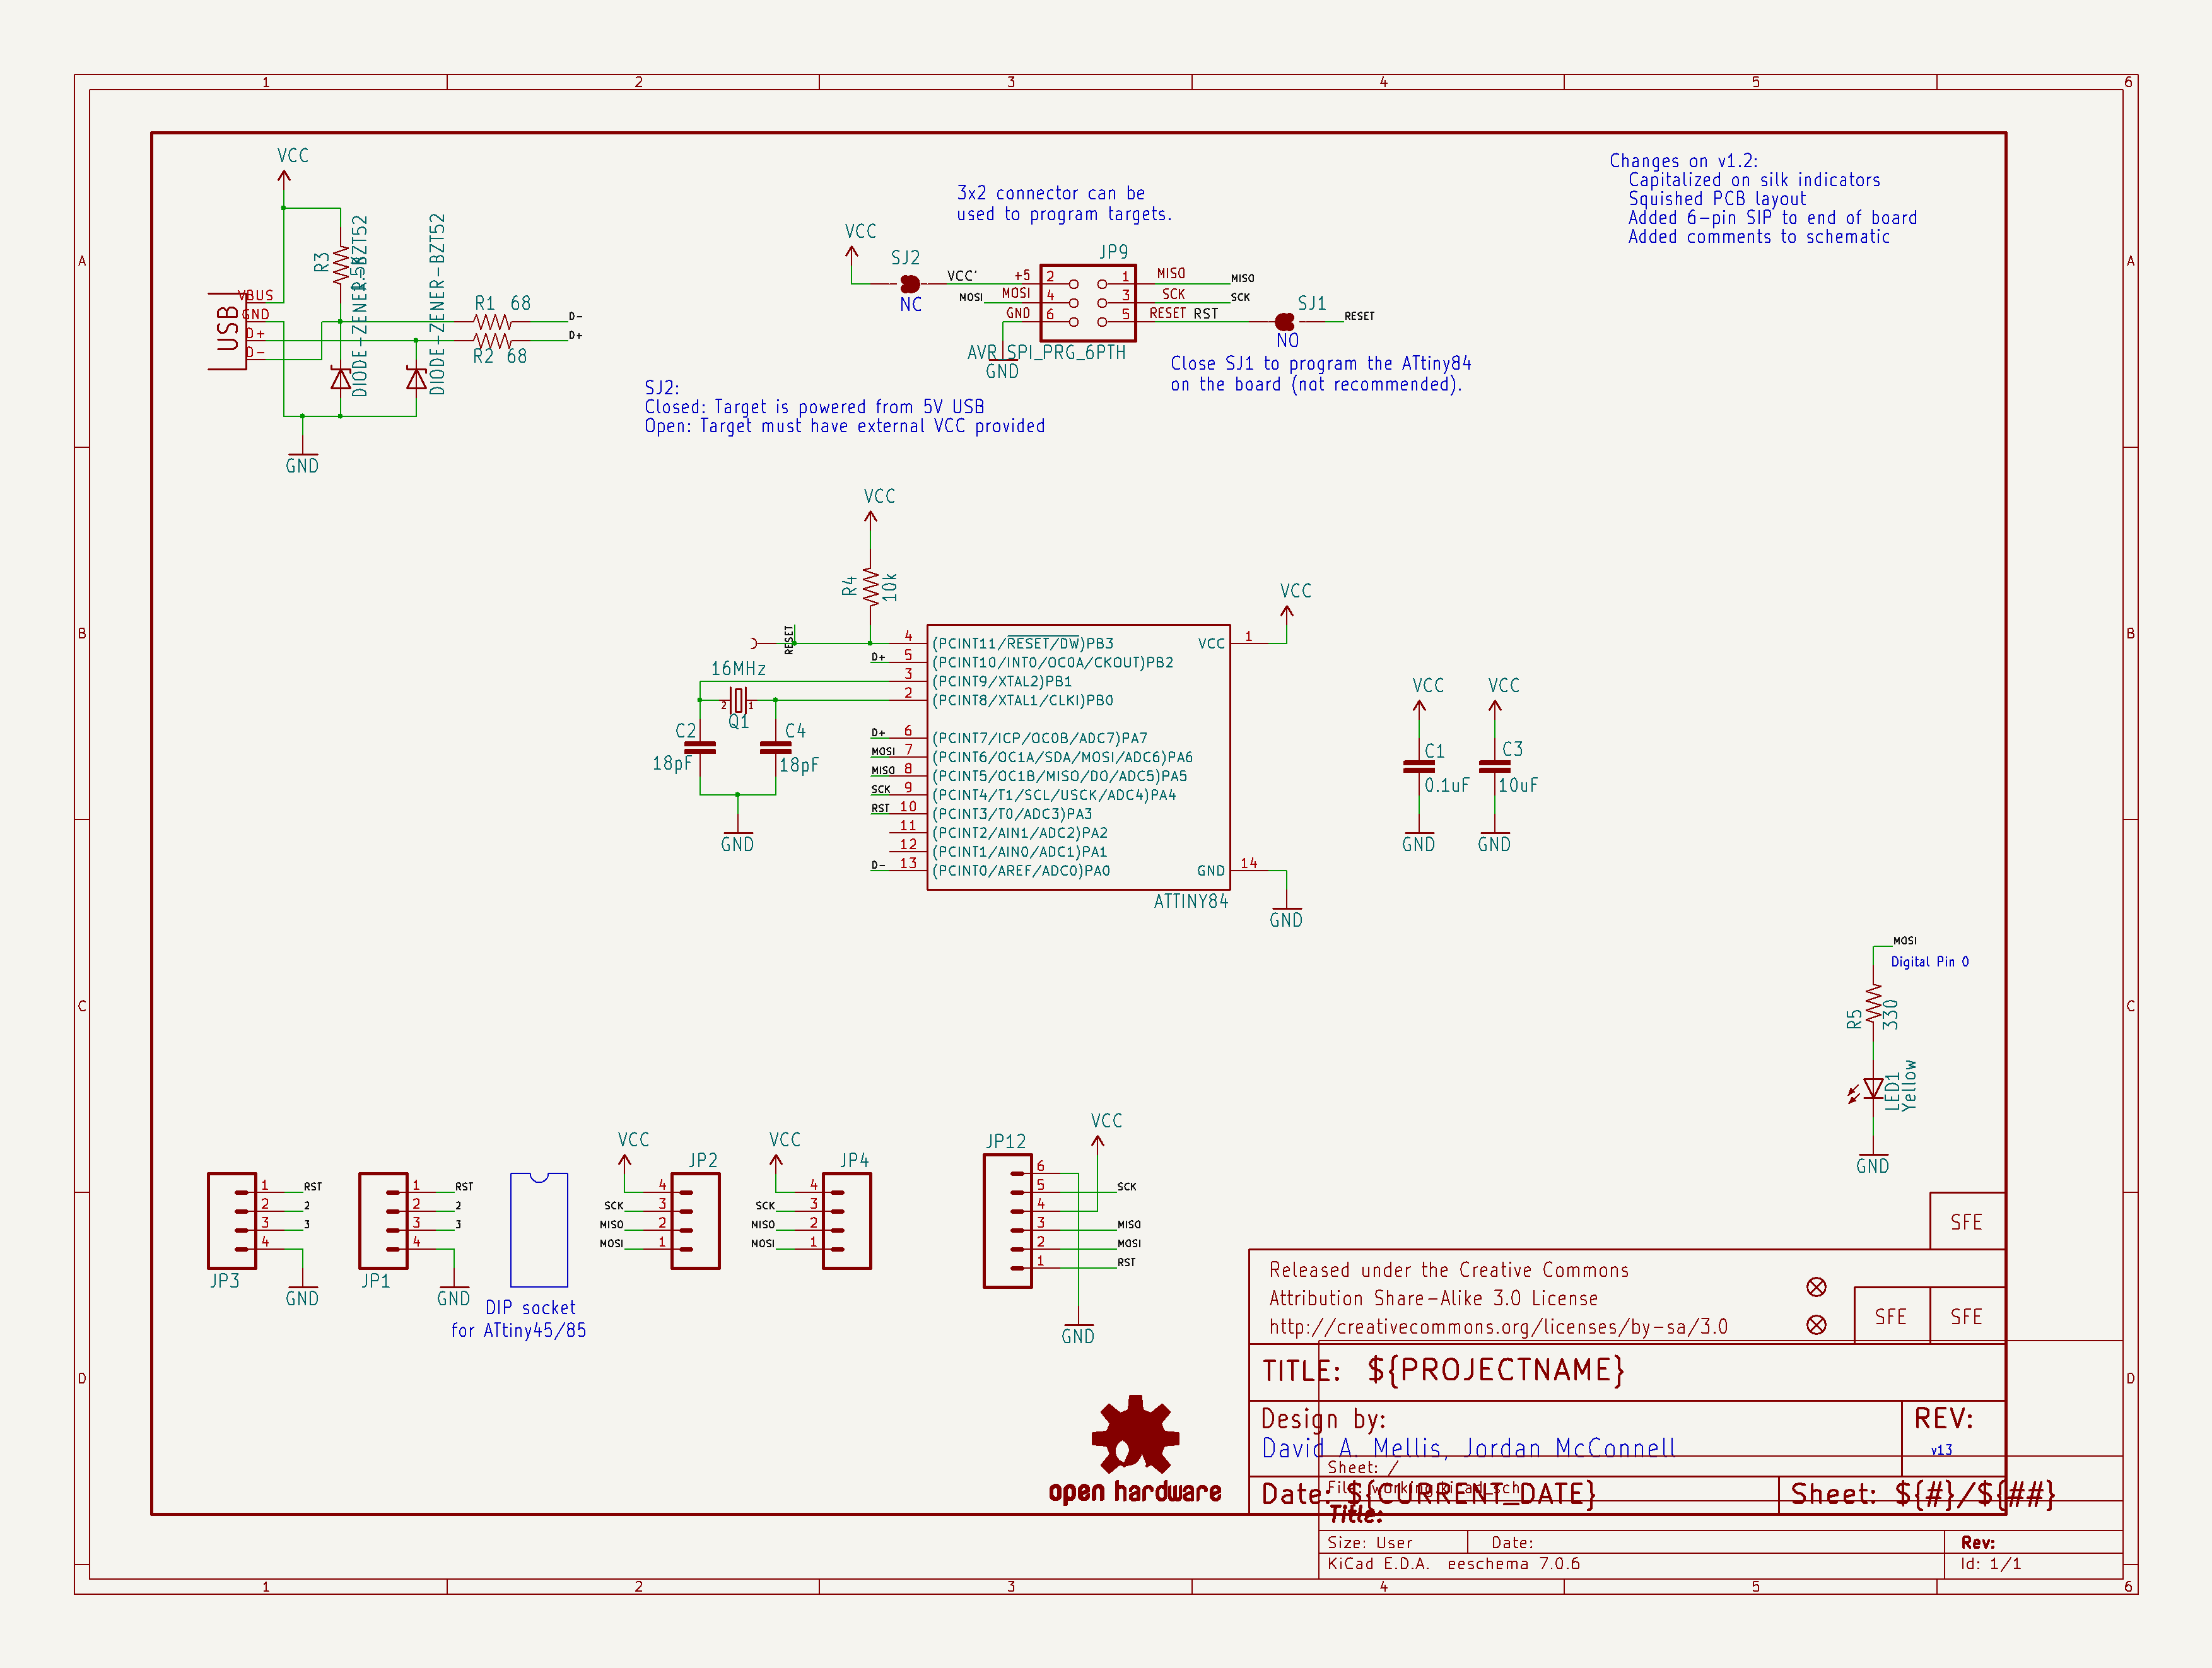 1 2 3 4 5 6
A A
B B
C C
D D
VCC
R3
1.5K
DIODE-ZENER-BZT52
DIODE-ZENER-BZT52
USB
VBUS
GND
D+
D-
R1 68
R2 68
D-
D+
GND
3x2 connector can be
used to program targets.
VCC
SJ2
NC
VCC'
JP9
+5 2 1 MISO MISO
MOSI MOSI 4 3 SCK SCK
GND 6 5 RESET RST
SJ1
RESET
NO
AVR_SPI_PRG_6PTH
GND
Close SJ1 to program the ATtiny84
on the board (not recommended).
SJ2:
Closed: Target is powered from 5V USB
Open: Target must have external VCC provided
Changes on v1.2:
Capitalized on silk indicators
Squished PCB layout
Added 6-pin SIP to end of board
Added comments to schematic
VCC
R4
10k
RESET
4 (PCINT11/RESET/DW)PB3
D+ 5 (PCINT10/INT0/OC0A/CKOUT)PB2
3 (PCINT9/XTAL2)PB1
2 (PCINT8/XTAL1/CLKI)PB0
D+ 6 (PCINT7/ICP/OC0B/ADC7)PA7
MOSI 7 (PCINT6/OC1A/SDA/MOSI/ADC6)PA6
MISO 8 (PCINT5/OC1B/MISO/DO/ADC5)PA5
SCK 9 (PCINT4/T1/SCL/USCK/ADC4)PA4
RST 10 (PCINT3/T0/ADC3)PA3
11 (PCINT2/AIN1/ADC2)PA2
12 (PCINT1/AIN0/ADC1)PA1
D- 13 (PCINT0/AREF/ADC0)PA0
VCC 1
VCC
GND 14
GND
ATTINY84
16MHz
2 1
Q1
C2
18pF
C4
18pF
GND
VCC
C1
0.1uF
GND
VCC
C3
10uF
GND
MOSI
Digital Pin 0
R5
330
LED1
Yellow
GND
1 RST
2 2
3 3
4
JP3
GND
1 RST
2 2
3 3
4
JP1
GND
DIP socket
for ATtiny45/85
VCC
JP2
4
SCK 3
MISO 2
MOSI 1
VCC
JP4
4
SCK 3
MISO 2
MOSI 1
JP12
VCC
6
5 SCK
4
3 MISO
2 MOSI
1 RST
GND
open hardware
SFE
SFE SFE
Released under the Creative Commons
Attribution Share-Alike 3.0 License
http://creativecommons.org/licenses/by-sa/3.0
TITLE: ${PROJECTNAME}
Design by:
David A. Mellis, Jordan McConnell
REV:
v13
Date: ${CURRENT_DATE}
Sheet: ${#}/${##}
Sheet: /
File: working.kicad_sch
Title:
Size: User Date: Rev:
KiCad E.D.A. eeschema 7.0.6 Id: 1/1
1 2 3 4 5 6